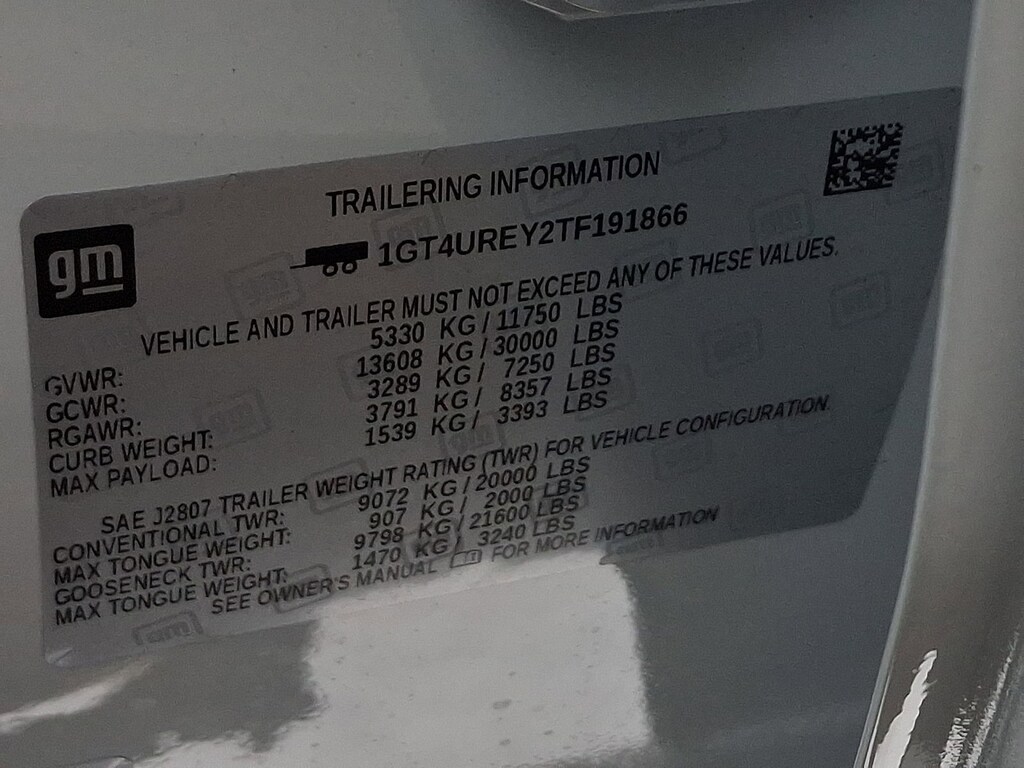 gm
TRAILERING INFORMATION
1GT4UREY2TF191866
VEHICLE AND TRAILER MUST NOT EXCEED ANY OF THESE VALUES.
GVWR: 5330 KG / 11750 LBS
GCWR: 13608 KG / 30000 LBS
RGAWR: 3289 KG / 7250 LBS
CURB WEIGHT: 3791 KG / 8357 LBS
MAX PAYLOAD: 1539 KG / 3393 LBS
SAE J2807 TRAILER WEIGHT RATING (TWR) FOR VEHICLE CONFIGURATION.
CONVENTIONAL TWR: 9072 KG / 20000 LBS
MAX TONGUE WEIGHT: 907 KG / 2000 LBS
GOOSENECK TWR: 9798 KG / 21600 LBS
MAX TONGUE WEIGHT: 1470 KG / 3240 LBS
SEE OWNER'S MANUAL FOR MORE INFORMATION